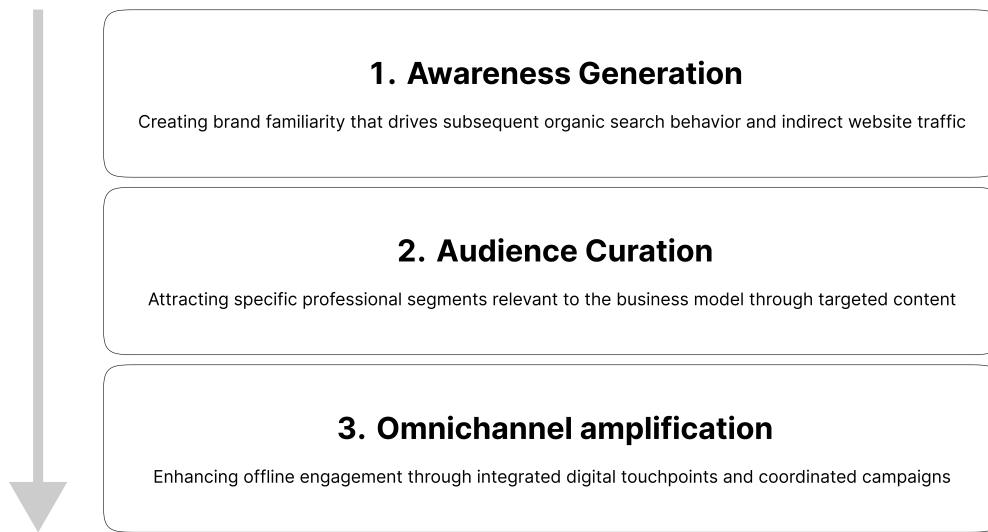 1. Awareness Generation
Creating brand familiarity that drives subsequent organic search behavior and indirect website traffic
2. Audience Curation
Attracting specific professional segments relevant to the business model through targeted content
3. Omnichannel amplification
Enhancing offline engagement through integrated digital touchpoints and coordinated campaigns